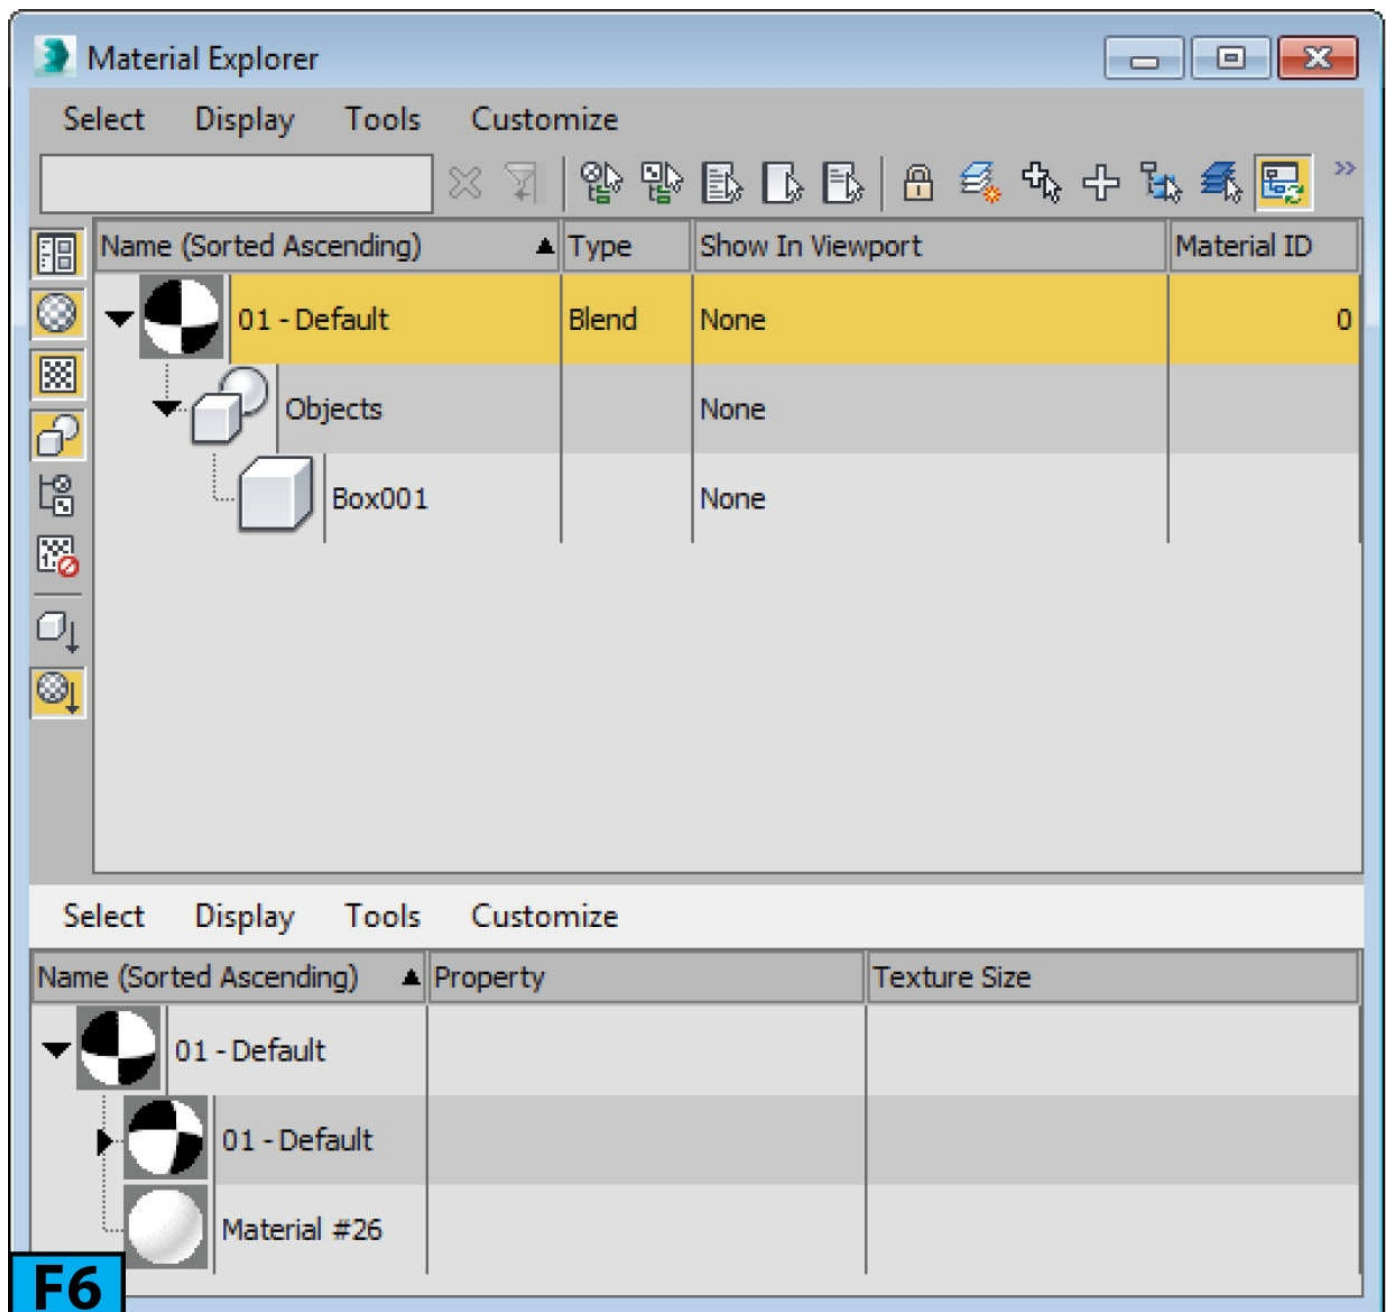 Material Explorer
Select Display Tools Customize
Name (Sorted Ascending) Type Show In Viewport Material ID
01 - Default Blend None 0
Objects None
Box001 None
Select Display Tools Customize
Name (Sorted Ascending) Property Texture Size
01 - Default
01 - Default
Material #26
F6